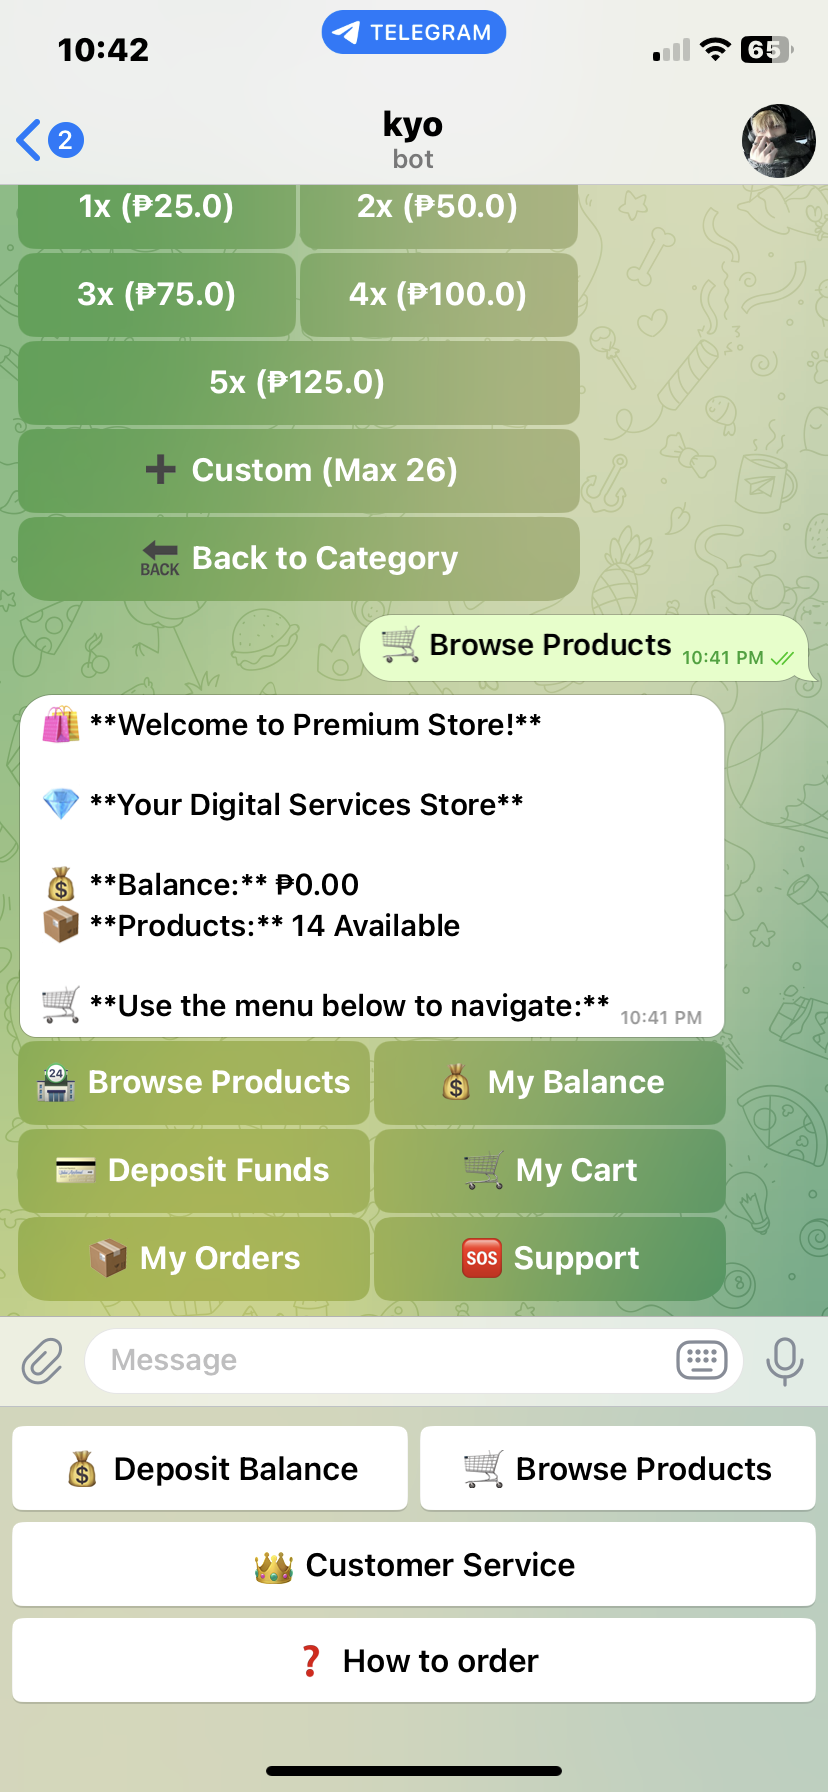 10:42
TELEGRAM
65
2
kyo
bot
1x (₱25.0)
2x (₱50.0)
3x (₱75.0)
4x (₱100.0)
5x (₱125.0)
➕ Custom (Max 26)
🔙 Back to Category
🛒 Browse Products 10:41 PM
🛍️ **Welcome to Premium Store!**
💎 **Your Digital Services Store**
💰 **Balance:** ₱0.00
📦 **Products:** 14 Available
🛒 **Use the menu below to navigate:** 10:41 PM
🏪 Browse Products
💰 My Balance
💳 Deposit Funds
🛒 My Cart
📦 My Orders
🆘 Support
Message
💰 Deposit Balance
🛒 Browse Products
👑 Customer Service
❓ How to order